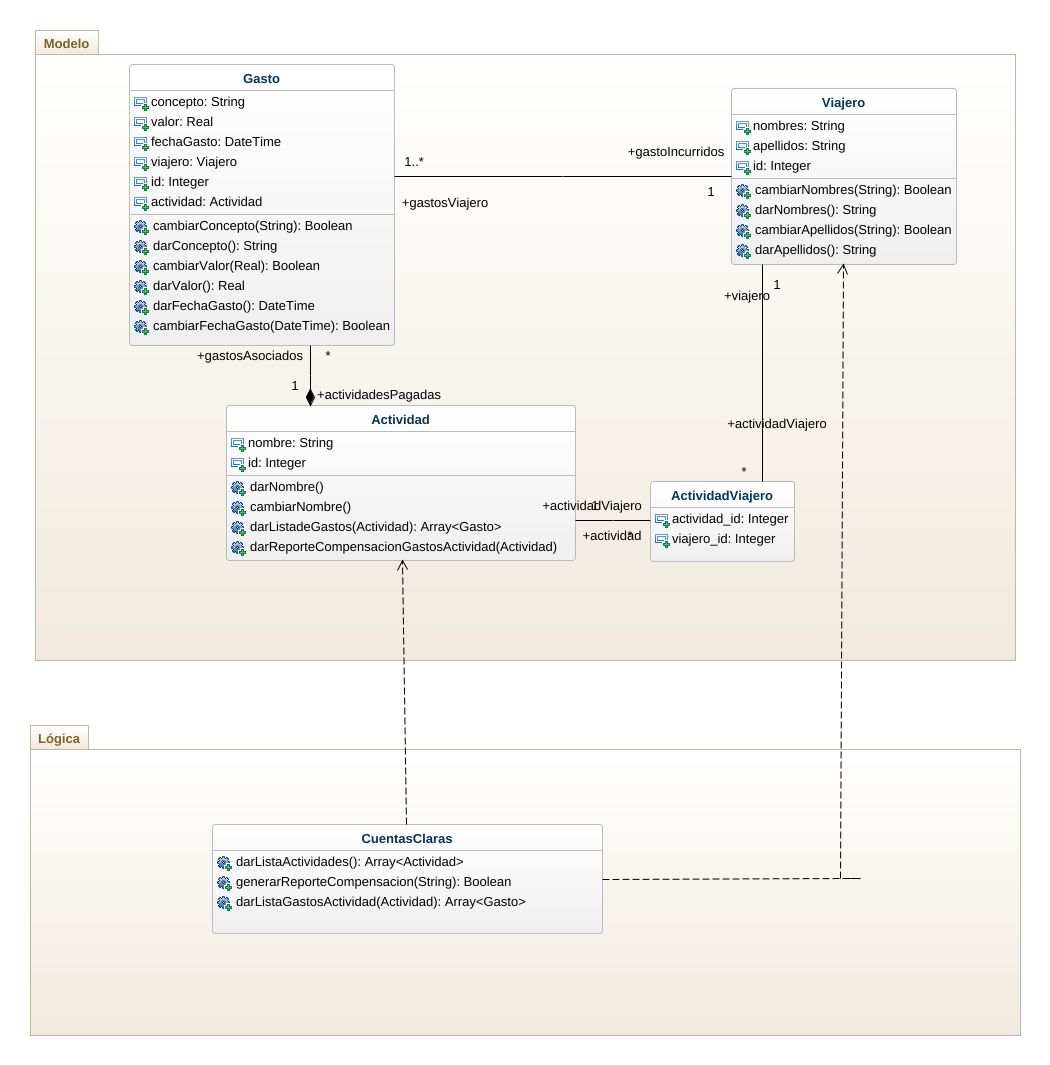 Modelo
Gasto
concepto: String
valor: Real
fechaGasto: DateTime
viajero: Viajero
id: Integer
actividad: Actividad
cambiarConcepto(String): Boolean
darConcepto(): String
cambiarValor(Real): Boolean
darValor(): Real
darFechaGasto(): DateTime
cambiarFechaGasto(DateTime): Boolean
1..*
+gastosViajero
+gastoIncurridos
1
Viajero
nombres: String
apellidos: String
id: Integer
cambiarNombres(String): Boolean
darNombres(): String
cambiarApellidos(String): Boolean
darApellidos(): String
1
+viajero
+gastosAsociados
*
1
+actividadesPagadas
Actividad
nombre: String
id: Integer
darNombre()
cambiarNombre()
darListadeGastos(Actividad): Array<Gasto>
darReporteCompensacionGastosActividad(Actividad)
+actividadViajero
*
+actividadViajero
1
+actividad
*
ActividadViajero
actividad_id: Integer
viajero_id: Integer
Lógica
CuentasClaras
darListaActividades(): Array<Actividad>
generarReporteCompensacion(String): Boolean
darListaGastosActividad(Actividad): Array<Gasto>